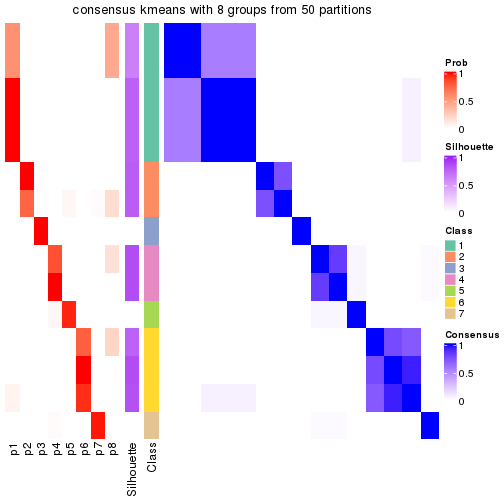 consensus kmeans with 8 groups from 50 partitions
Prob
1
0.5
0
Silhouette
1
0.5
0
Class
1
2
3
4
5
6
7
Consensus
1
0.5
0
p1
p2
p3
p4
p5
p6
p7
p8
Silhouette
Class